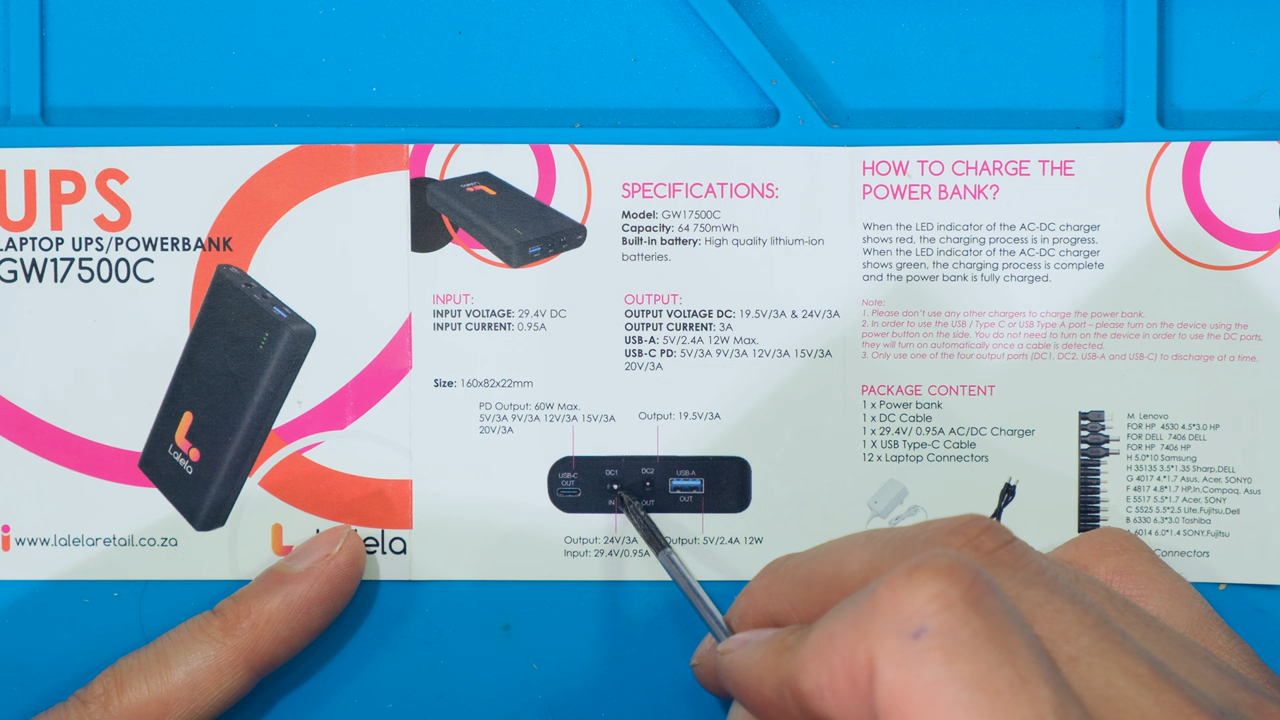 UPS
LAPTOP UPS/POWERBANK
GW17500C
Lalela
www.lalelaretail.co.za
SPECIFICATIONS:
Model: GW17500C
Capacity: 64 750mWh
Built-in battery: High quality lithium-ion
batteries.
INPUT:
INPUT VOLTAGE: 29.4V DC
INPUT CURRENT: 0.95A
OUTPUT:
OUTPUT VOLTAGE DC: 19.5V/3A & 24V/3A
OUTPUT CURRENT: 3A
USB-A: 5V/2.4A 12W Max.
USB-C PD: 5V/3A 9V/3A 12V/3A 15V/3A
20V/3A
Size: 160x82x22mm
PD Output: 60W Max.
5V/3A 9V/3A 12V/3A 15V/3A
20V/3A
Output: 19.5V/3A
USB-C
OUT
DC1
IN
DC2
OUT
USB-A
OUT
Output: 24V/3A
Input: 29.4V/0.95A
Output: 5V/2.4A 12W
HOW TO CHARGE THE
POWER BANK?
When the LED indicator of the AC-DC charger
shows red, the charging process is in progress.
When the LED indicator of the AC-DC charger
shows green, the charging process is complete
and the power bank is fully charged.
Note:
1. Please don't use any other chargers to charge the power bank.
2. In order to use the USB / Type C or USB Type A port – please turn on the device using the
power button on the side. You do not need to turn on the device in order to use the DC ports,
they will turn on automatically once a cable is detected.
3. Only use one of the four output ports (DC1, DC2, USB-A and USB-C) to discharge at a time.
PACKAGE CONTENT
1 x Power bank
1 x DC Cable
1 x 29.4V/ 0.95A AC/DC Charger
1 X USB Type-C Cable
12 x Laptop Connectors
M Lenovo
FOR HP 4530 4.5*3.0 HP
FOR DELL 7406 DELL
FOR HP 7406 HP
H 5.0*10 Samsung
H 35135 3.5*1.35 Sharp,DELL
G 4017 4.1*1.7 Asus, Acer, SONY0
F 4817 4.8*1.7 HP,In,Compaq, Asus
E 5517 5.5*1.7 Acer, SONY
C 5525 5.5*2.5 Lite,Fujitsu,Dell
B 6330 6.3*3.0 Toshiba
6014 6.0*1.4 SONY,Fujitsu
Connectors